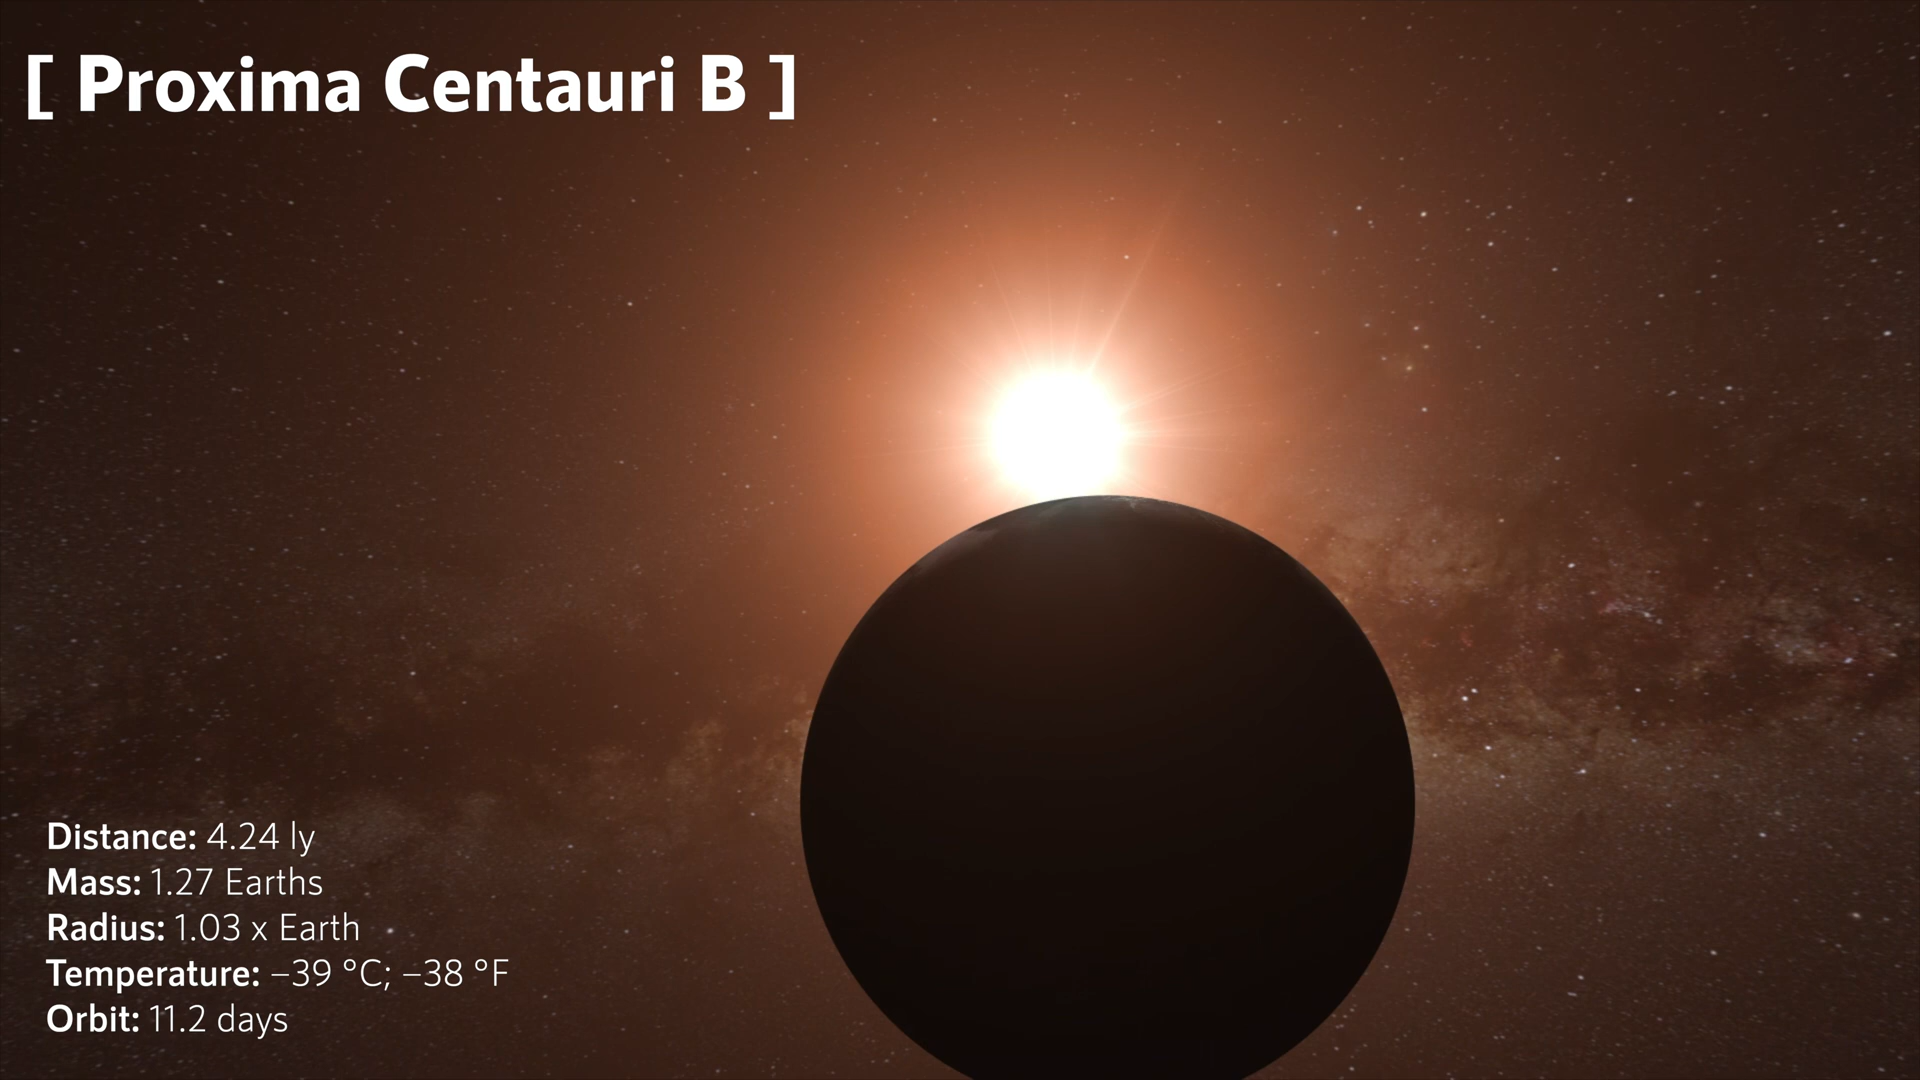 [ Proxima Centauri B ]
Distance: 4.24 ly
Mass: 1.27 Earths
Radius: 1.03 x Earth
Temperature: –39 °C; –38 °F
Orbit: 11.2 days